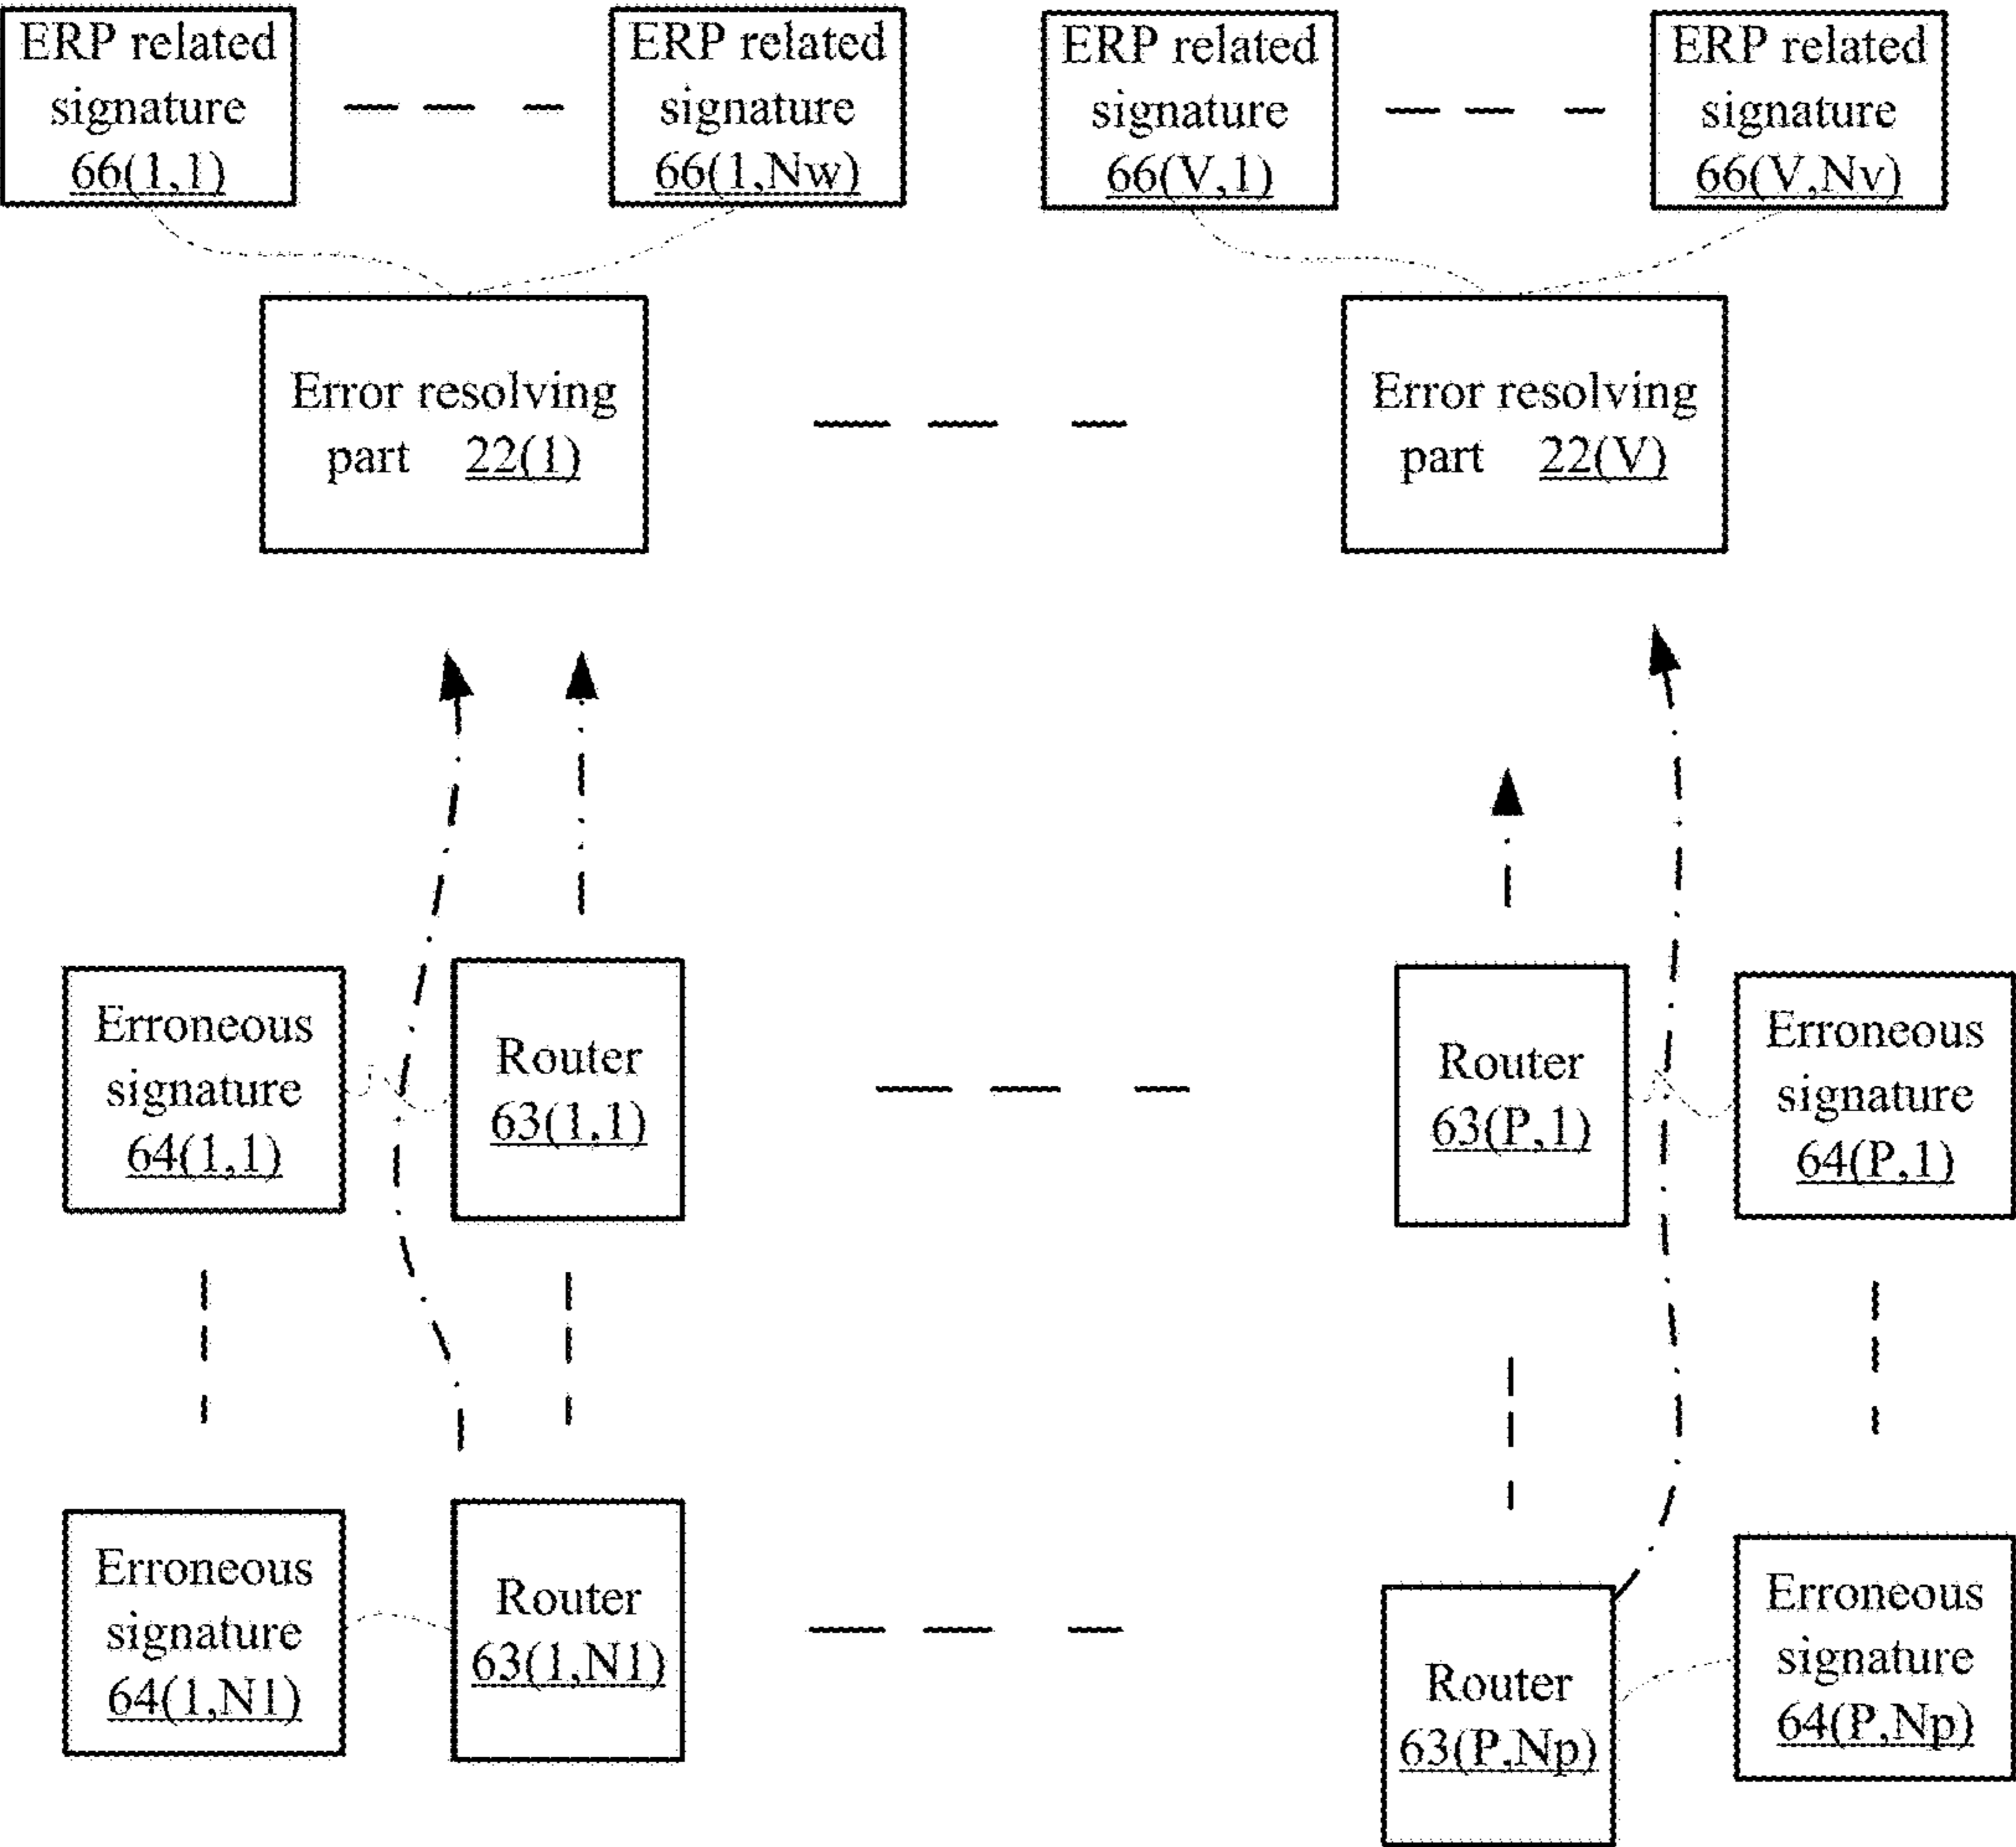 ERP related
signature
66(1,1)
ERP related
signature
66(1,Nw)
ERP related
signature
66(V,1)
ERP related
signature
66(V,Nv)
Error resolving
part 22(1)
Error resolving
part 22(V)
Erroneous
signature
64(1,1)
Router
63(1,1)
Router
63(P,1)
Erroneous
signature
64(P,1)
Erroneous
signature
64(1,N1)
Router
63(1,N1)
Router
63(P,Np)
Erroneous
signature
64(P,Np)